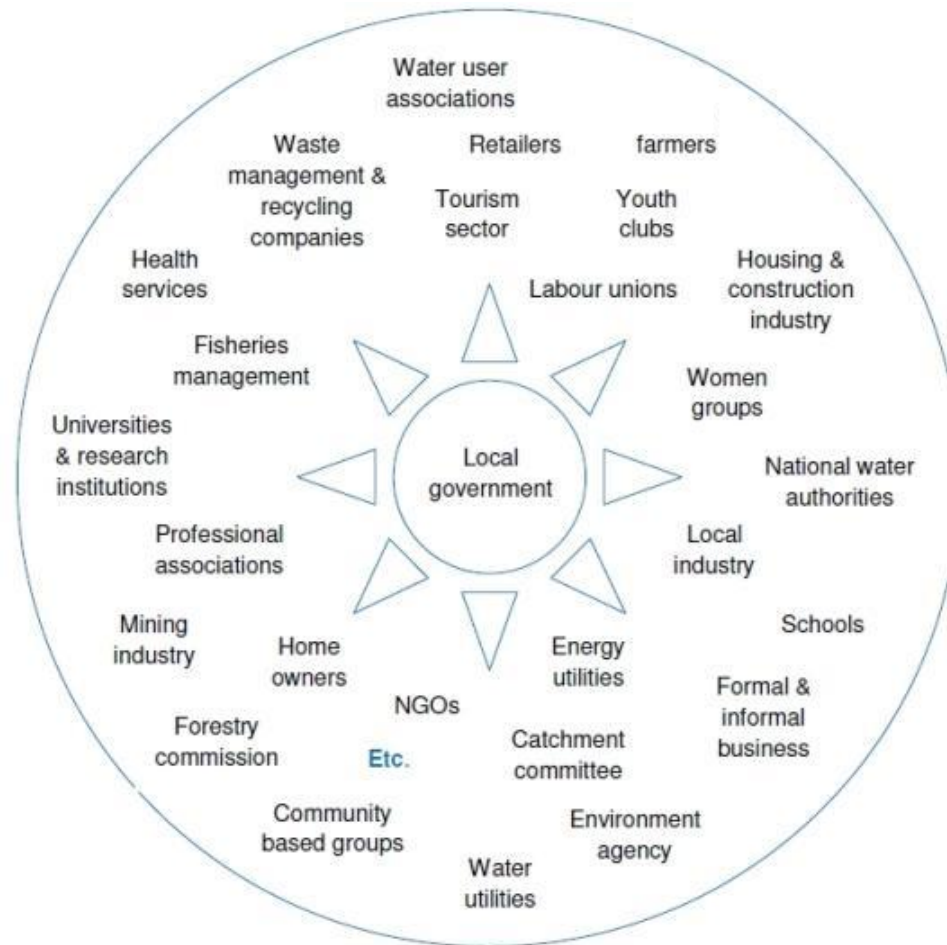 Water user
associations
Waste
management &
recycling
companies
Retailers
farmers
Tourism
sector
Youth
clubs
Health
services
Labour unions
Housing &
construction
industry
Fisheries
management
Women
groups
Universities
& research
institutions
Local
government
National water
authorities
Professional
associations
Local
industry
Mining
industry
Home
owners
Energy
utilities
Schools
NGOs
Formal &
informal
business
Forestry
commission
Etc.
Catchment
committee
Community
based groups
Environment
agency
Water
utilities